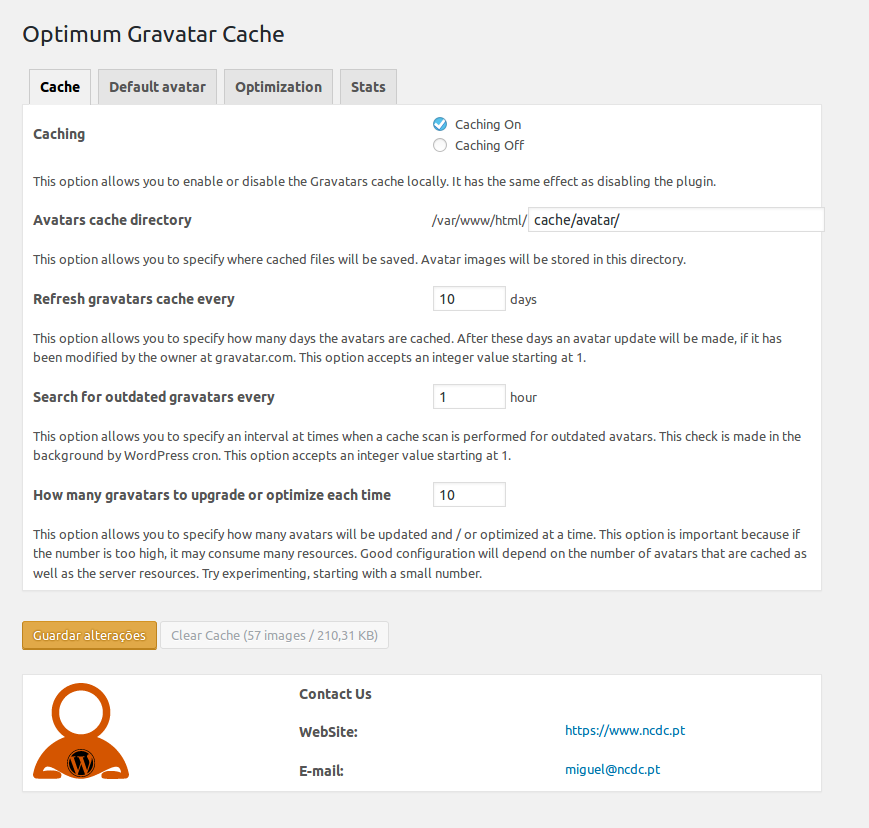 Optimum Gravatar Cache
Cache Default avatar Optimization Stats
Caching
Caching On
Caching Off
This option allows you to enable or disable the Gravatars cache locally. It has the same effect as disabling the plugin.
Avatars cache directory /var/www/html/ cache/avatar/
This option allows you to specify where cached files will be saved. Avatar images will be stored in this directory.
Refresh gravatars cache every 10 days
This option allows you to specify how many days the avatars are cached. After these days an avatar update will be made, if it has
been modified by the owner at gravatar.com. This option accepts an integer value starting at 1.
Search for outdated gravatars every 1 hour
This option allows you to specify an interval at times when a cache scan is performed for outdated avatars. This check is made in the
background by WordPress cron. This option accepts an integer value starting at 1.
How many gravatars to upgrade or optimize each time 10
This option allows you to specify how many avatars will be updated and / or optimized at a time. This option is important because if
the number is too high, it may consume many resources. Good configuration will depend on the number of avatars that are cached as
well as the server resources. Try experimenting, starting with a small number.
Guardar alterações Clear Cache (57 images / 210,31 KB)
Contact Us
WebSite: https://www.ncdc.pt
E-mail: miguel@ncdc.pt